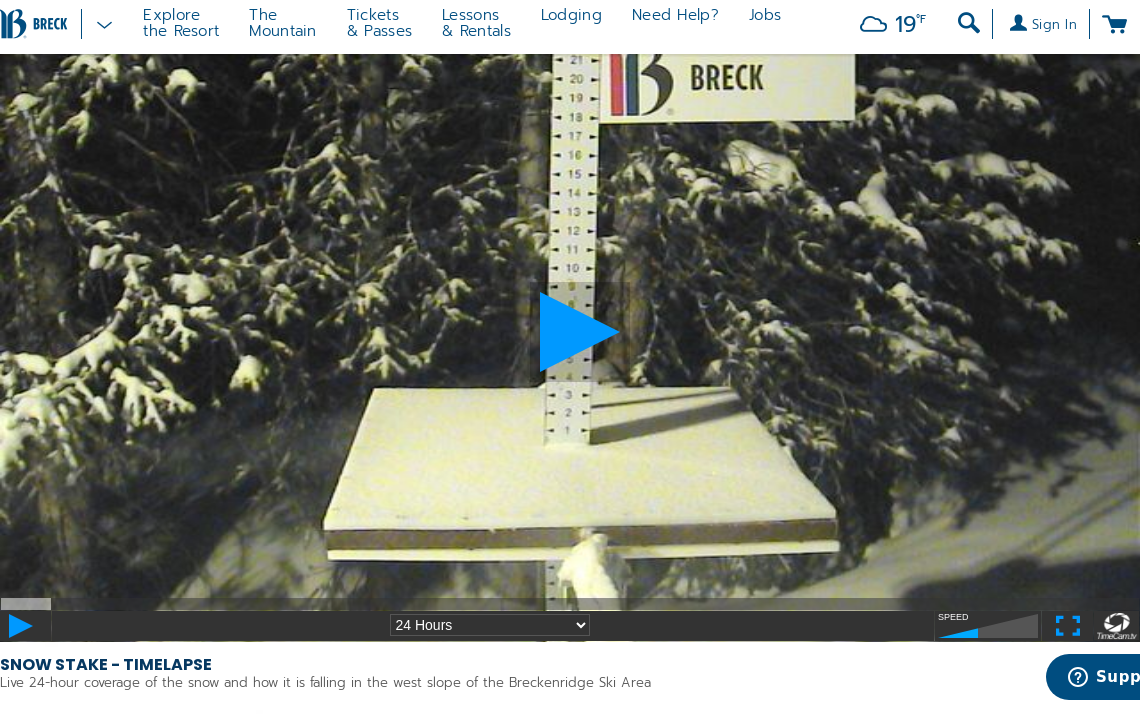 BRECK
Explore
the Resort
The
Mountain
Tickets
& Passes
Lessons
& Rentals
Lodging
Need Help?
Jobs
19°F
Sign In
BRECK
21
20
19
18
17
16
15
14
13
12
11
10
9
8
5
4
3
2
1
24 Hours
SPEED
TimeCam.tv
SNOW STAKE - TIMELAPSE
Live 24-hour coverage of the snow and how it is falling in the west slope of the Breckenridge Ski Area
Supp